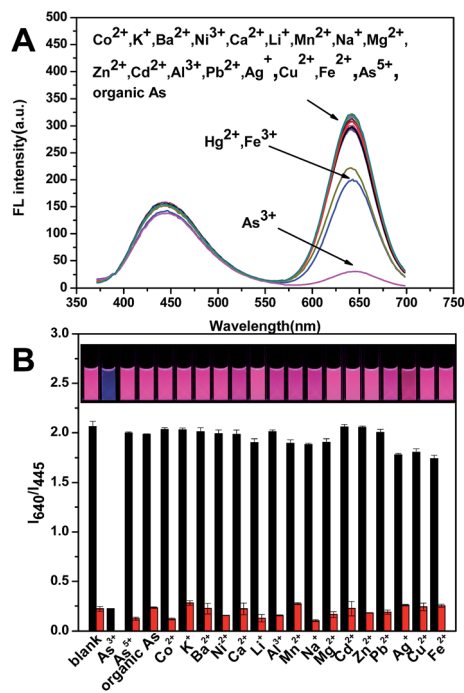 A
Co2+,K+,Ba2+,Ni3+,Ca2+,Li+,Mn2+,Na+,Mg2+,
Zn2+,Cd2+,Al3+,Pb2+,Ag+,Cu2+,Fe2+,As5+,
organic As
Hg2+,Fe3+
As3+
FL intensity(a.u.)
500
450
400
350
300
250
200
150
100
50
0
350 400 450 500 550 600 650 700 750
Wavelength(nm)
B
I640/I445
3.0
2.5
2.0
1.5
1.0
0.5
0.0
blank
As3+
As5+
organic As
Co2+
K+
Ba2+
Ni2+
Ca2+
Li+
Al3+
Mn2+
Na+
Mg2+
Cd2+
Zn2+
Pb2+
Ag+
Cu2+
Fe2+